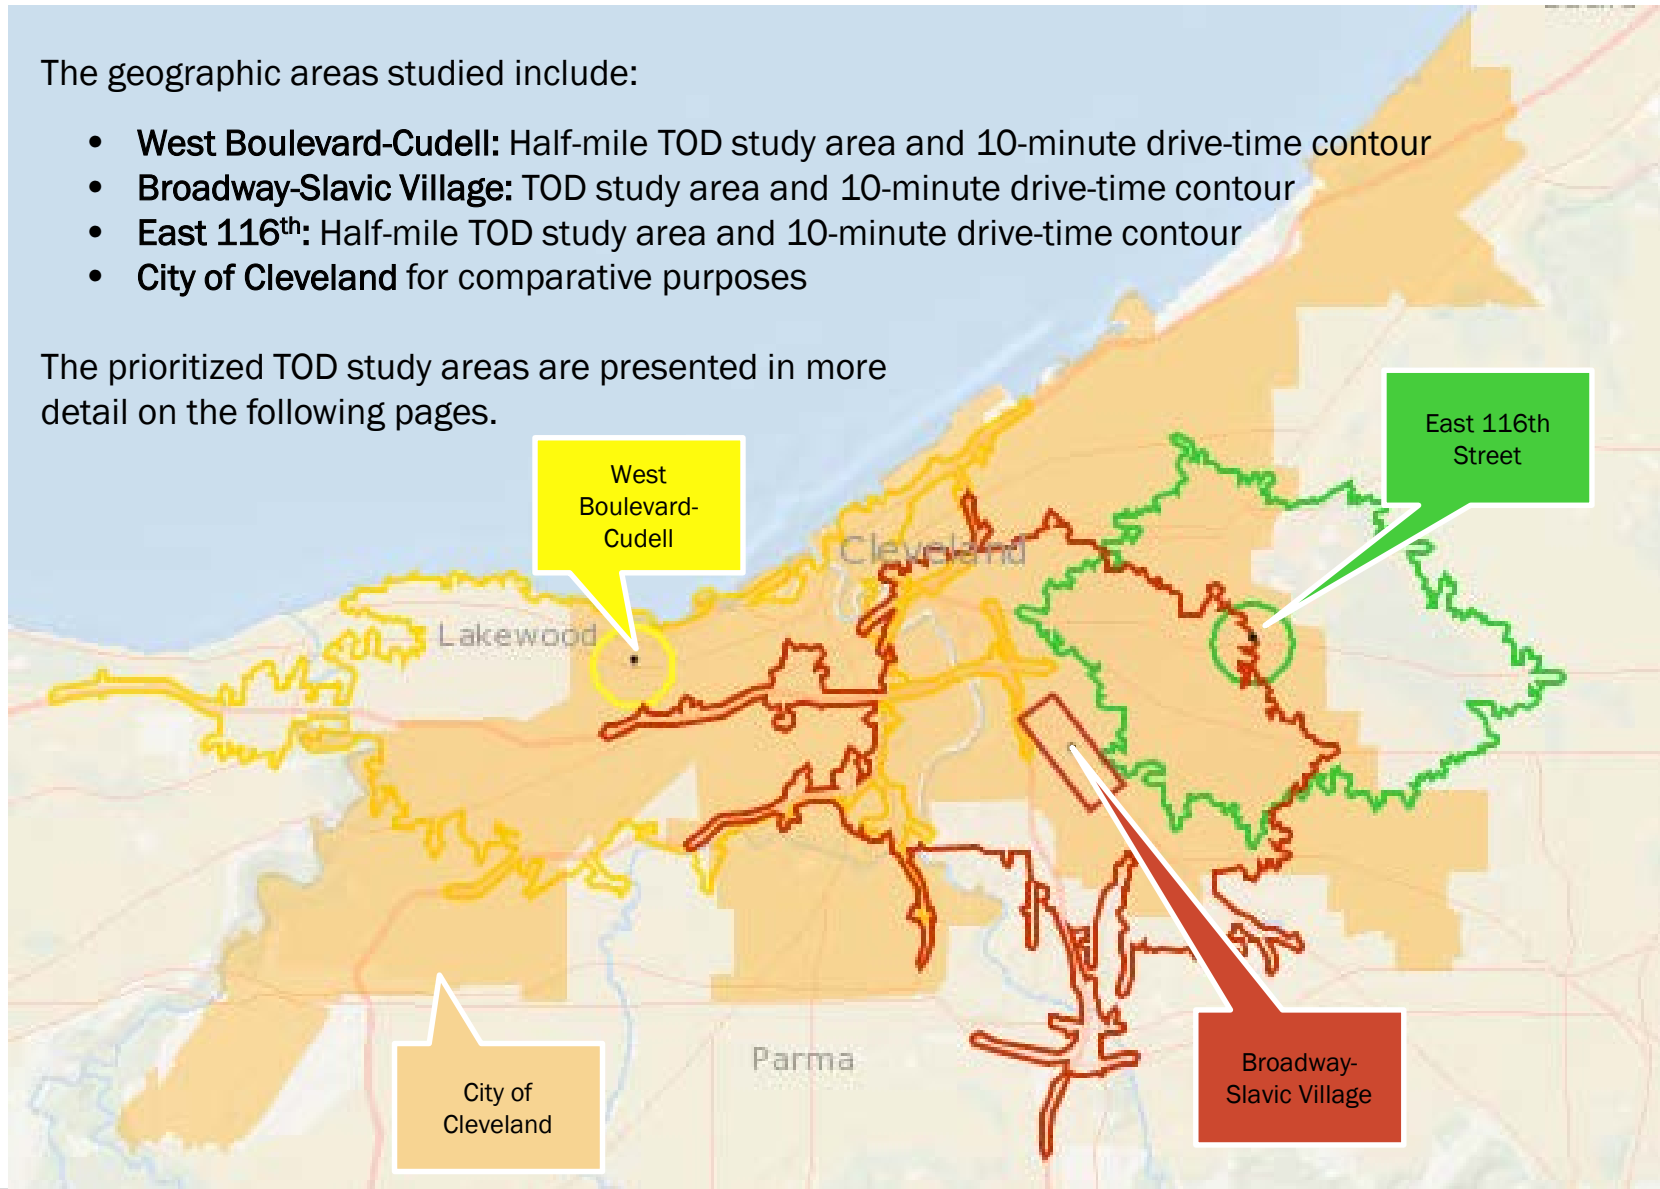 The geographic areas studied include:
• West Boulevard-Cudell: Half-mile TOD study area and 10-minute drive-time contour
• Broadway-Slavic Village: TOD study area and 10-minute drive-time contour
• East 116th: Half-mile TOD study area and 10-minute drive-time contour
• City of Cleveland for comparative purposes
The prioritized TOD study areas are presented in more
detail on the following pages.
East 116th
Street
West
Boulevard-
Cudell
Cleveland
Lakewood
Parma
City of
Cleveland
Broadway-
Slavic Village